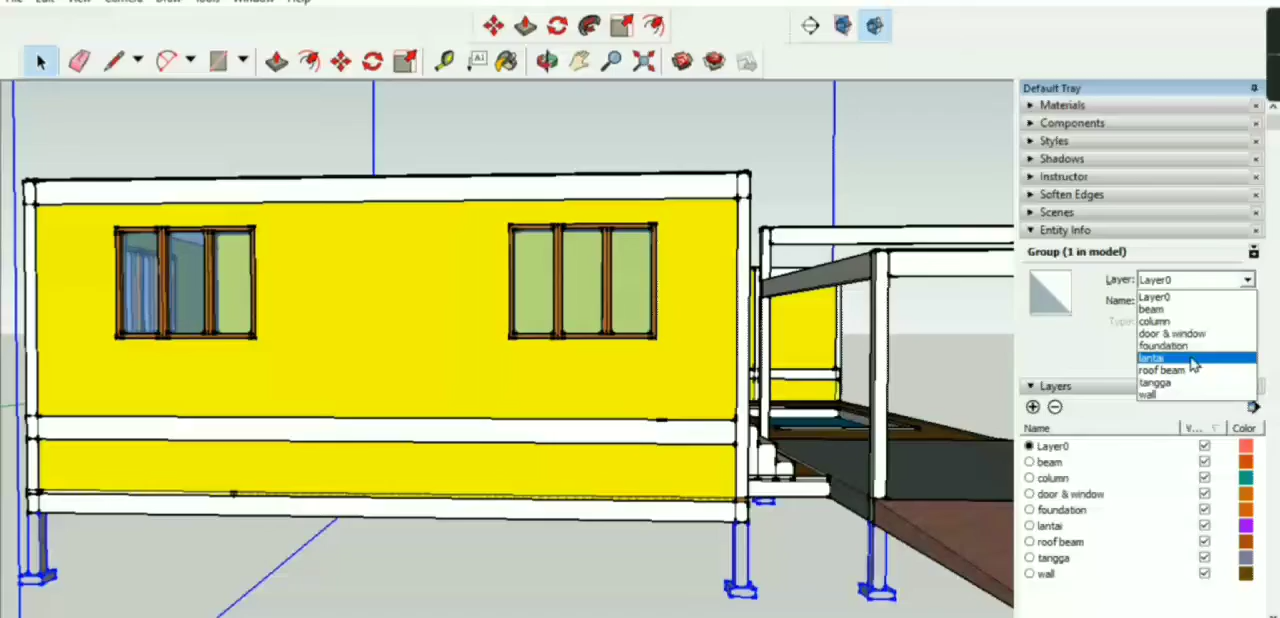 File Edit View Camera Draw Tools Window Help
A1
Default Tray
Materials
Components
Styles
Shadows
Instructor
Soften Edges
Scenes
Entity Info
Group (1 in model)
Layer: Layer0
Name:
Type:
Layer0
beam
column
door & window
foundation
lantai
roof beam
tangga
wall
Layers
Name V... Color
Layer0
beam
column
door & window
foundation
lantai
roof beam
tangga
wall